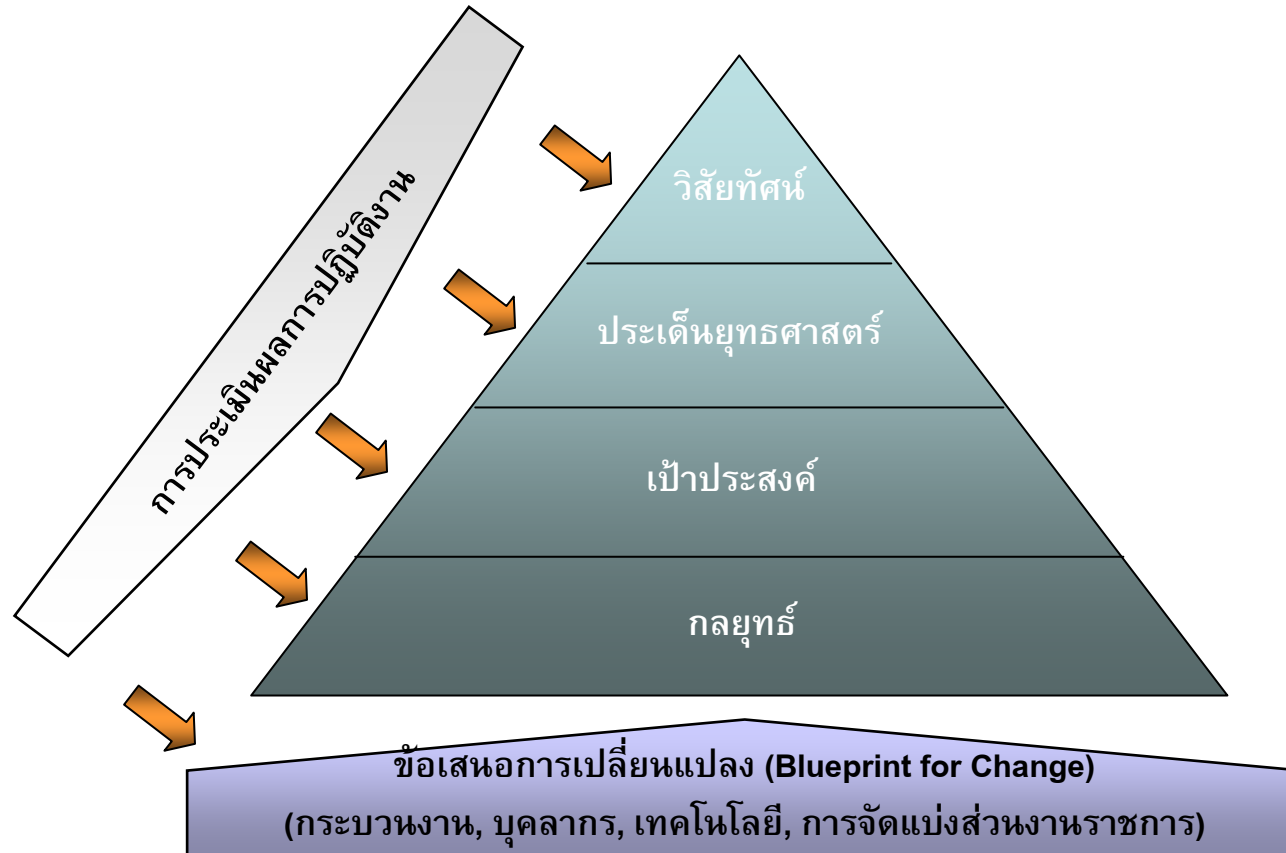 การประเมินผลการปฏิบัติงาน
วิสัยทัศน์
ประเด็นยุทธศาสตร์
เป้าประสงค์
กลยุทธ์
ข้อเสนอการเปลี่ยนแปลง (Blueprint for Change)
(กระบวนงาน, บุคลากร, เทคโนโลยี, การจัดแบ่งส่วนงานราชการ)